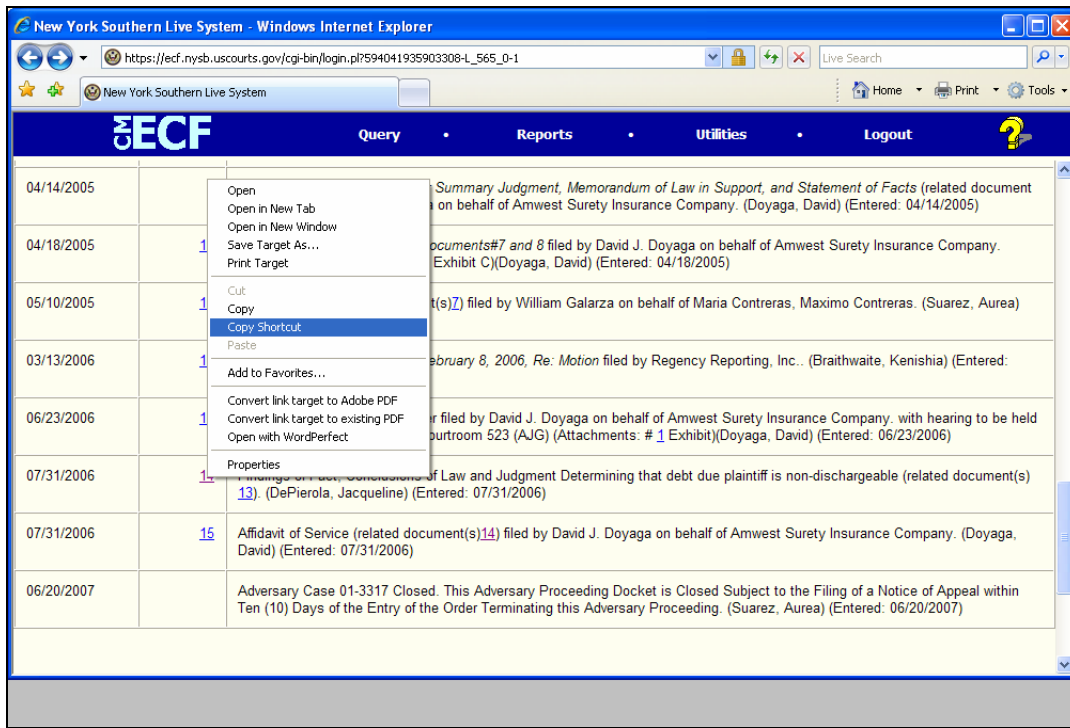 New York Southern Live System - Windows Internet Explorer
https://ecf.nysb.uscourts.gov/cgi-bin/login.pl?594041935903308-L_565_0-1
Live Search
New York Southern Live System
Home
Print
Tools
CM ECF
Query • Reports • Utilities • Logout
?
04/14/2005
Summary Judgment, Memorandum of Law in Support, and Statement of Facts (related document
on behalf of Amwest Surety Insurance Company. (Doyaga, David) (Entered: 04/14/2005)
04/18/2005
1
ocuments#7 and 8 filed by David J. Doyaga on behalf of Amwest Surety Insurance Company.
Exhibit C)(Doyaga, David) (Entered: 04/18/2005)
05/10/2005
1
t(s)7) filed by William Galarza on behalf of Maria Contreras, Maximo Contreras. (Suarez, Aurea)
03/13/2006
1
ebruary 8, 2006, Re: Motion filed by Regency Reporting, Inc.. (Braithwaite, Kenishia) (Entered:
06/23/2006
1
r filed by David J. Doyaga on behalf of Amwest Surety Insurance Company. with hearing to be held
ourtroom 523 (AJG) (Attachments: # 1 Exhibit)(Doyaga, David) (Entered: 06/23/2006)
Open
Open in New Tab
Open in New Window
Save Target As...
Print Target
Cut
Copy
Copy Shortcut
Paste
Add to Favorites...
Convert link target to Adobe PDF
Convert link target to existing PDF
Open with WordPerfect
Properties
07/31/2006
14
Findings of Fact, Conclusions of Law and Judgment Determining that debt due plaintiff is non-dischargeable (related document(s)
13). (DePierola, Jacqueline) (Entered: 07/31/2006)
07/31/2006
15
Affidavit of Service (related document(s)14) filed by David J. Doyaga on behalf of Amwest Surety Insurance Company. (Doyaga,
David) (Entered: 07/31/2006)
06/20/2007
Adversary Case 01-3317 Closed. This Adversary Proceeding Docket is Closed Subject to the Filing of a Notice of Appeal within
Ten (10) Days of the Entry of the Order Terminating this Adversary Proceeding. (Suarez, Aurea) (Entered: 06/20/2007)